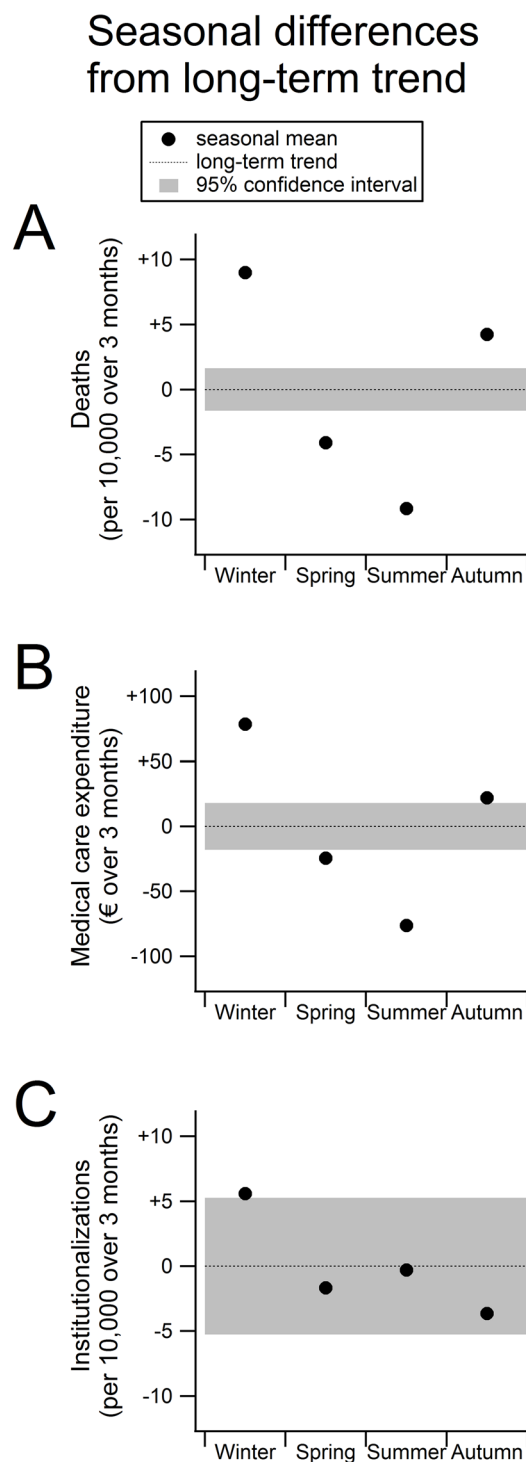 Seasonal differences
from long-term trend
seasonal mean
long-term trend
95% confidence interval
A
Deaths
(per 10,000 over 3 months)
+10
+5
0
-5
-10
Winter Spring Summer Autumn
B
Medical care expenditure
(€ over 3 months)
+100
+50
0
-50
-100
Winter Spring Summer Autumn
C
Institutionalizations
(per 10,000 over 3 months)
+10
+5
0
-5
-10
Winter Spring Summer Autumn